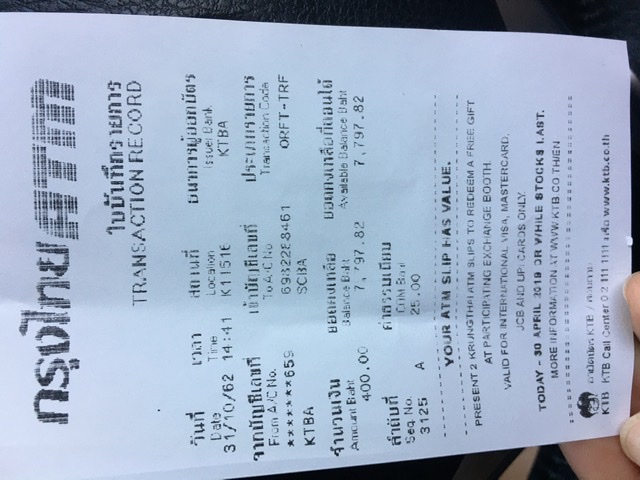 กรุงไทย ATM
ใบบันทึกรายการ
TRANSACTION RECORD
วันที่ เวลา สถานที่ ธนาคารผู้ออกบัตร
Date Time Location Issuer Bank
31/10/62 14:41 K11516 KTBA
จากบัญชีเลขที่ เข้าบัญชีเลขที่ ประเภทรายการ
From A/C No. To A/C No. Transaction Code
*******659 6982288461 ORFT-TRF
KTBA SCBA
จำนวนเงิน ยอดคงเหลือ ยอดคงเหลือที่ถอนได้
Amount Baht Balance Baht Available Balance Baht
400.00 7,797.82 7,797.82
ลำดับที่ ค่าธรรมเนียม
Seq No.
3125 A 25.00
YOUR ATM SLIP HAS VALUE.
PRESENT 2 KRUNGTHAI ATM SLIPS TO REDEEM A FREE GIFT
AT PARTICIPATING EXCHANGE BOOTH.
VALID FOR INTERNATIONAL VISA, MASTERCARD,
JCB AND UPI CARDS ONLY.
TODAY - 30 APRIL 2019 OR WHILE STOCKS LAST.
MORE INFORMATION AT WWW.KTB.CO.TH/EN
KTB Call Center 0 2 111 1111 หรือ www.ktb.co.th